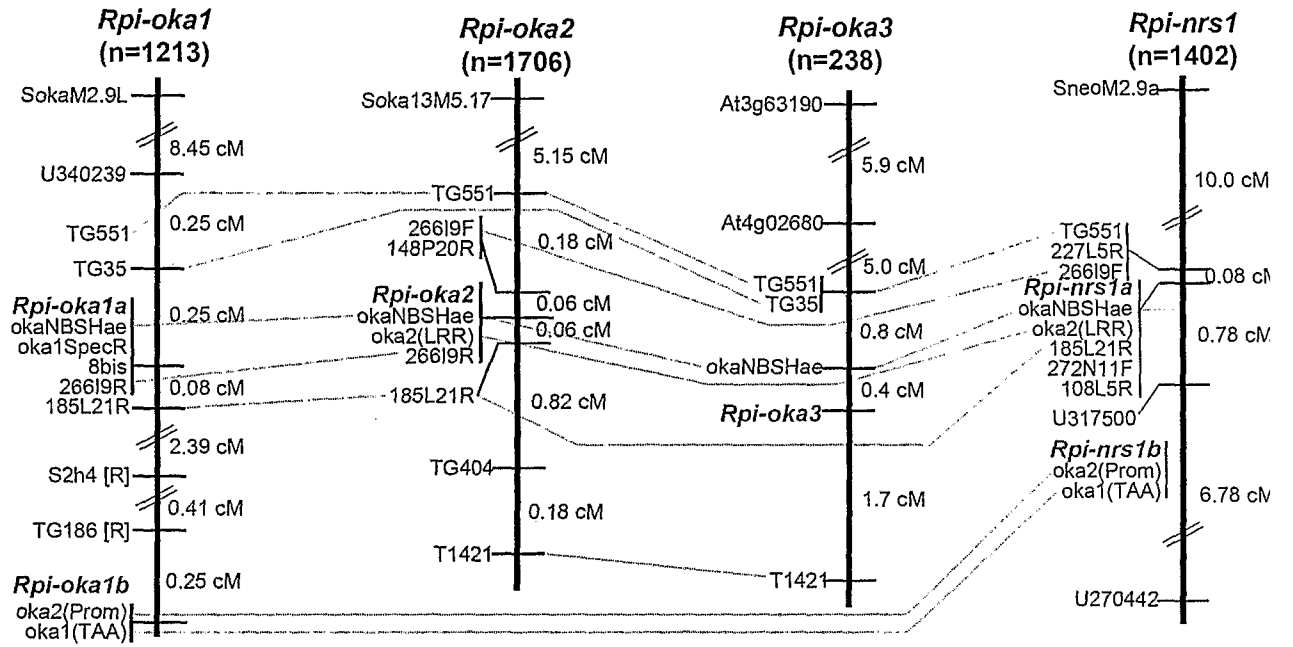 Rpi-oka1
(n=1213)
SokaM2.9L
8.45 cM
U340239
0.25 cM
TG551
TG35
Rpi-oka1a
0.25 cM
okaNBSHae
oka1SpecR
8bis
266I9R
0.08 cM
185L21R
2.39 cM
S2h4 [R]
0.41 cM
TG186 [R]
Rpi-oka1b
0.25 cM
oka2(Prom)
oka1(TAA)
Rpi-oka2
(n=1706)
Soka13M5.17
5.15 cM
TG551
266I9F
148P20R
0.18 cM
Rpi-oka2
0.06 cM
okaNBSHae
oka2(LRR)
0.06 cM
266I9R
185L21R
0.82 cM
TG404
0.18 cM
T1421
Rpi-oka3
(n=238)
At3g63190
5.9 cM
At4g02680
5.0 cM
TG551
TG35
0.8 cM
okaNBSHae
0.4 cM
Rpi-oka3
1.7 cM
T1421
Rpi-nrs1
(n=1402)
SneoM2.9a
10.0 cM
TG551
227L5R
266I9F
0.08 cM
Rpi-nrs1a
okaNBSHae
oka2(LRR)
0.78 cM
185L21R
272N11F
108L5R
U317500
Rpi-nrs1b
oka2(Prom)
oka1(TAA)
6.78 cM
U270442